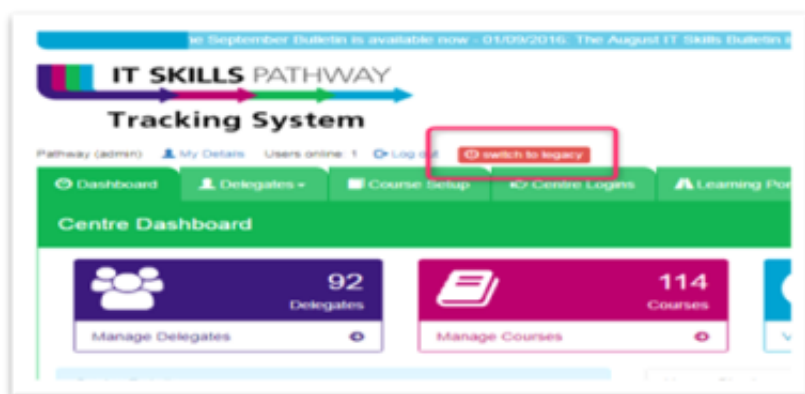 he September Bulletin is available now - 01/09/2016: The August IT Skills Bulletin
IT SKILLS PATHWAY
Tracking System
Pathway (admin) My Details Users online: 1 Log out switch to legacy
Dashboard Delegates Course Setup Centre Logins Learning Por
Centre Dashboard
92 114
Delegates Courses
Manage Delegates Manage Courses